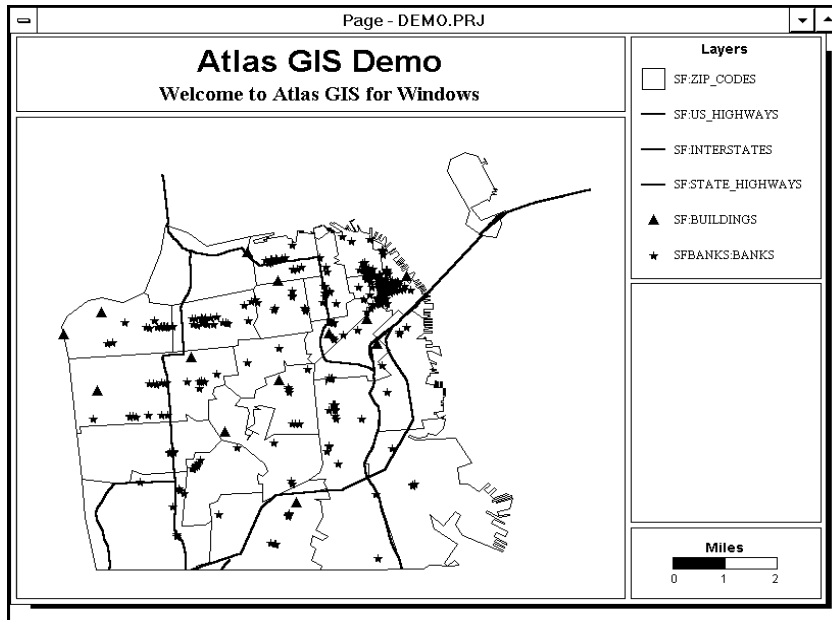 Page - DEMO.PRJ
Atlas GIS Demo
Welcome to Atlas GIS for Windows
Layers
SF:ZIP_CODES
SF:US_HIGHWAYS
SF:INTERSTATES
SF:STATE_HIGHWAYS
SF:BUILDINGS
SFBANKS:BANKS
Miles
0 1 2